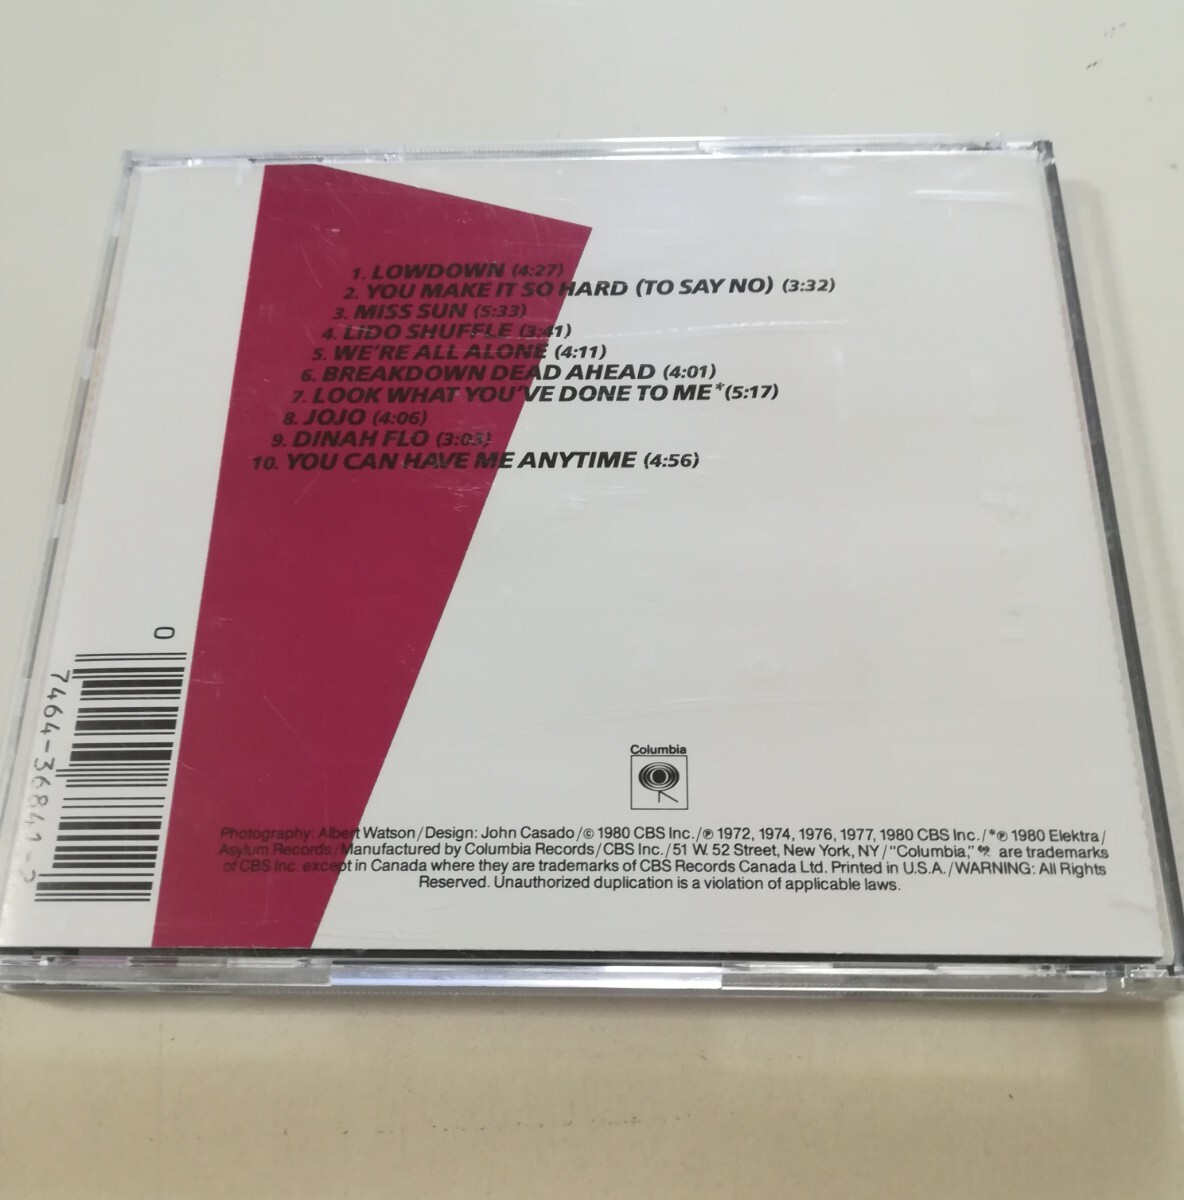 1. LOWDOWN (4:27)
2. YOU MAKE IT SO HARD (TO SAY NO) (3:32)
3. MISS SUN (5:33)
4. LIDO SHUFFLE (3:41)
5. WE'RE ALL ALONE (4:11)
6. BREAKDOWN DEAD AHEAD (4:01)
7. LOOK WHAT YOU'VE DONE TO ME* (5:17)
8. JOJO (4:06)
9. DINAH FLO (3:03)
10. YOU CAN HAVE ME ANYTIME (4:56)
0
7464-36841-2
Columbia
Photography: Albert Watson/Design: John Casado/© 1980 CBS Inc./℗ 1972, 1974, 1976, 1977, 1980 CBS Inc./*℗ 1980 Elektra/
Asylum Records/Manufactured by Columbia Records/CBS Inc./51 W. 52 Street, New York, NY/"Columbia," are trademarks
of CBS Inc. except in Canada where they are trademarks of CBS Records Canada Ltd. Printed in U.S.A./WARNING: All Rights
Reserved. Unauthorized duplication is a violation of applicable laws.